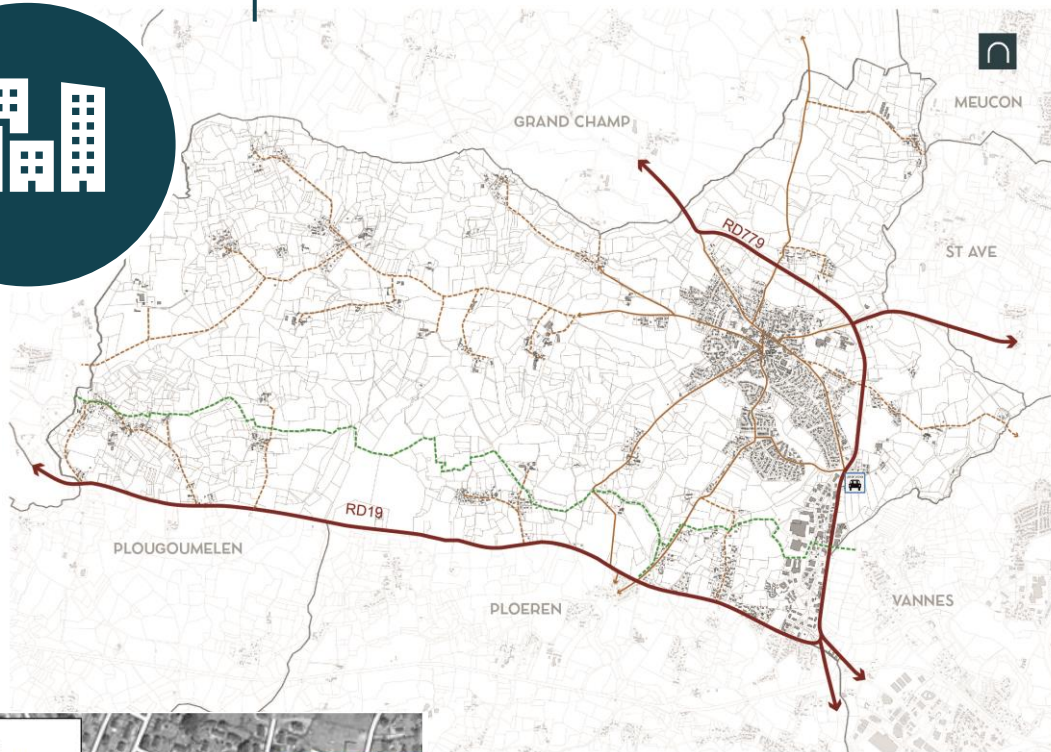 MEUCON
GRAND CHAMP
RD779
ST AVE
RD19
PLOUGOUMELEN
PLOEREN
VANNES